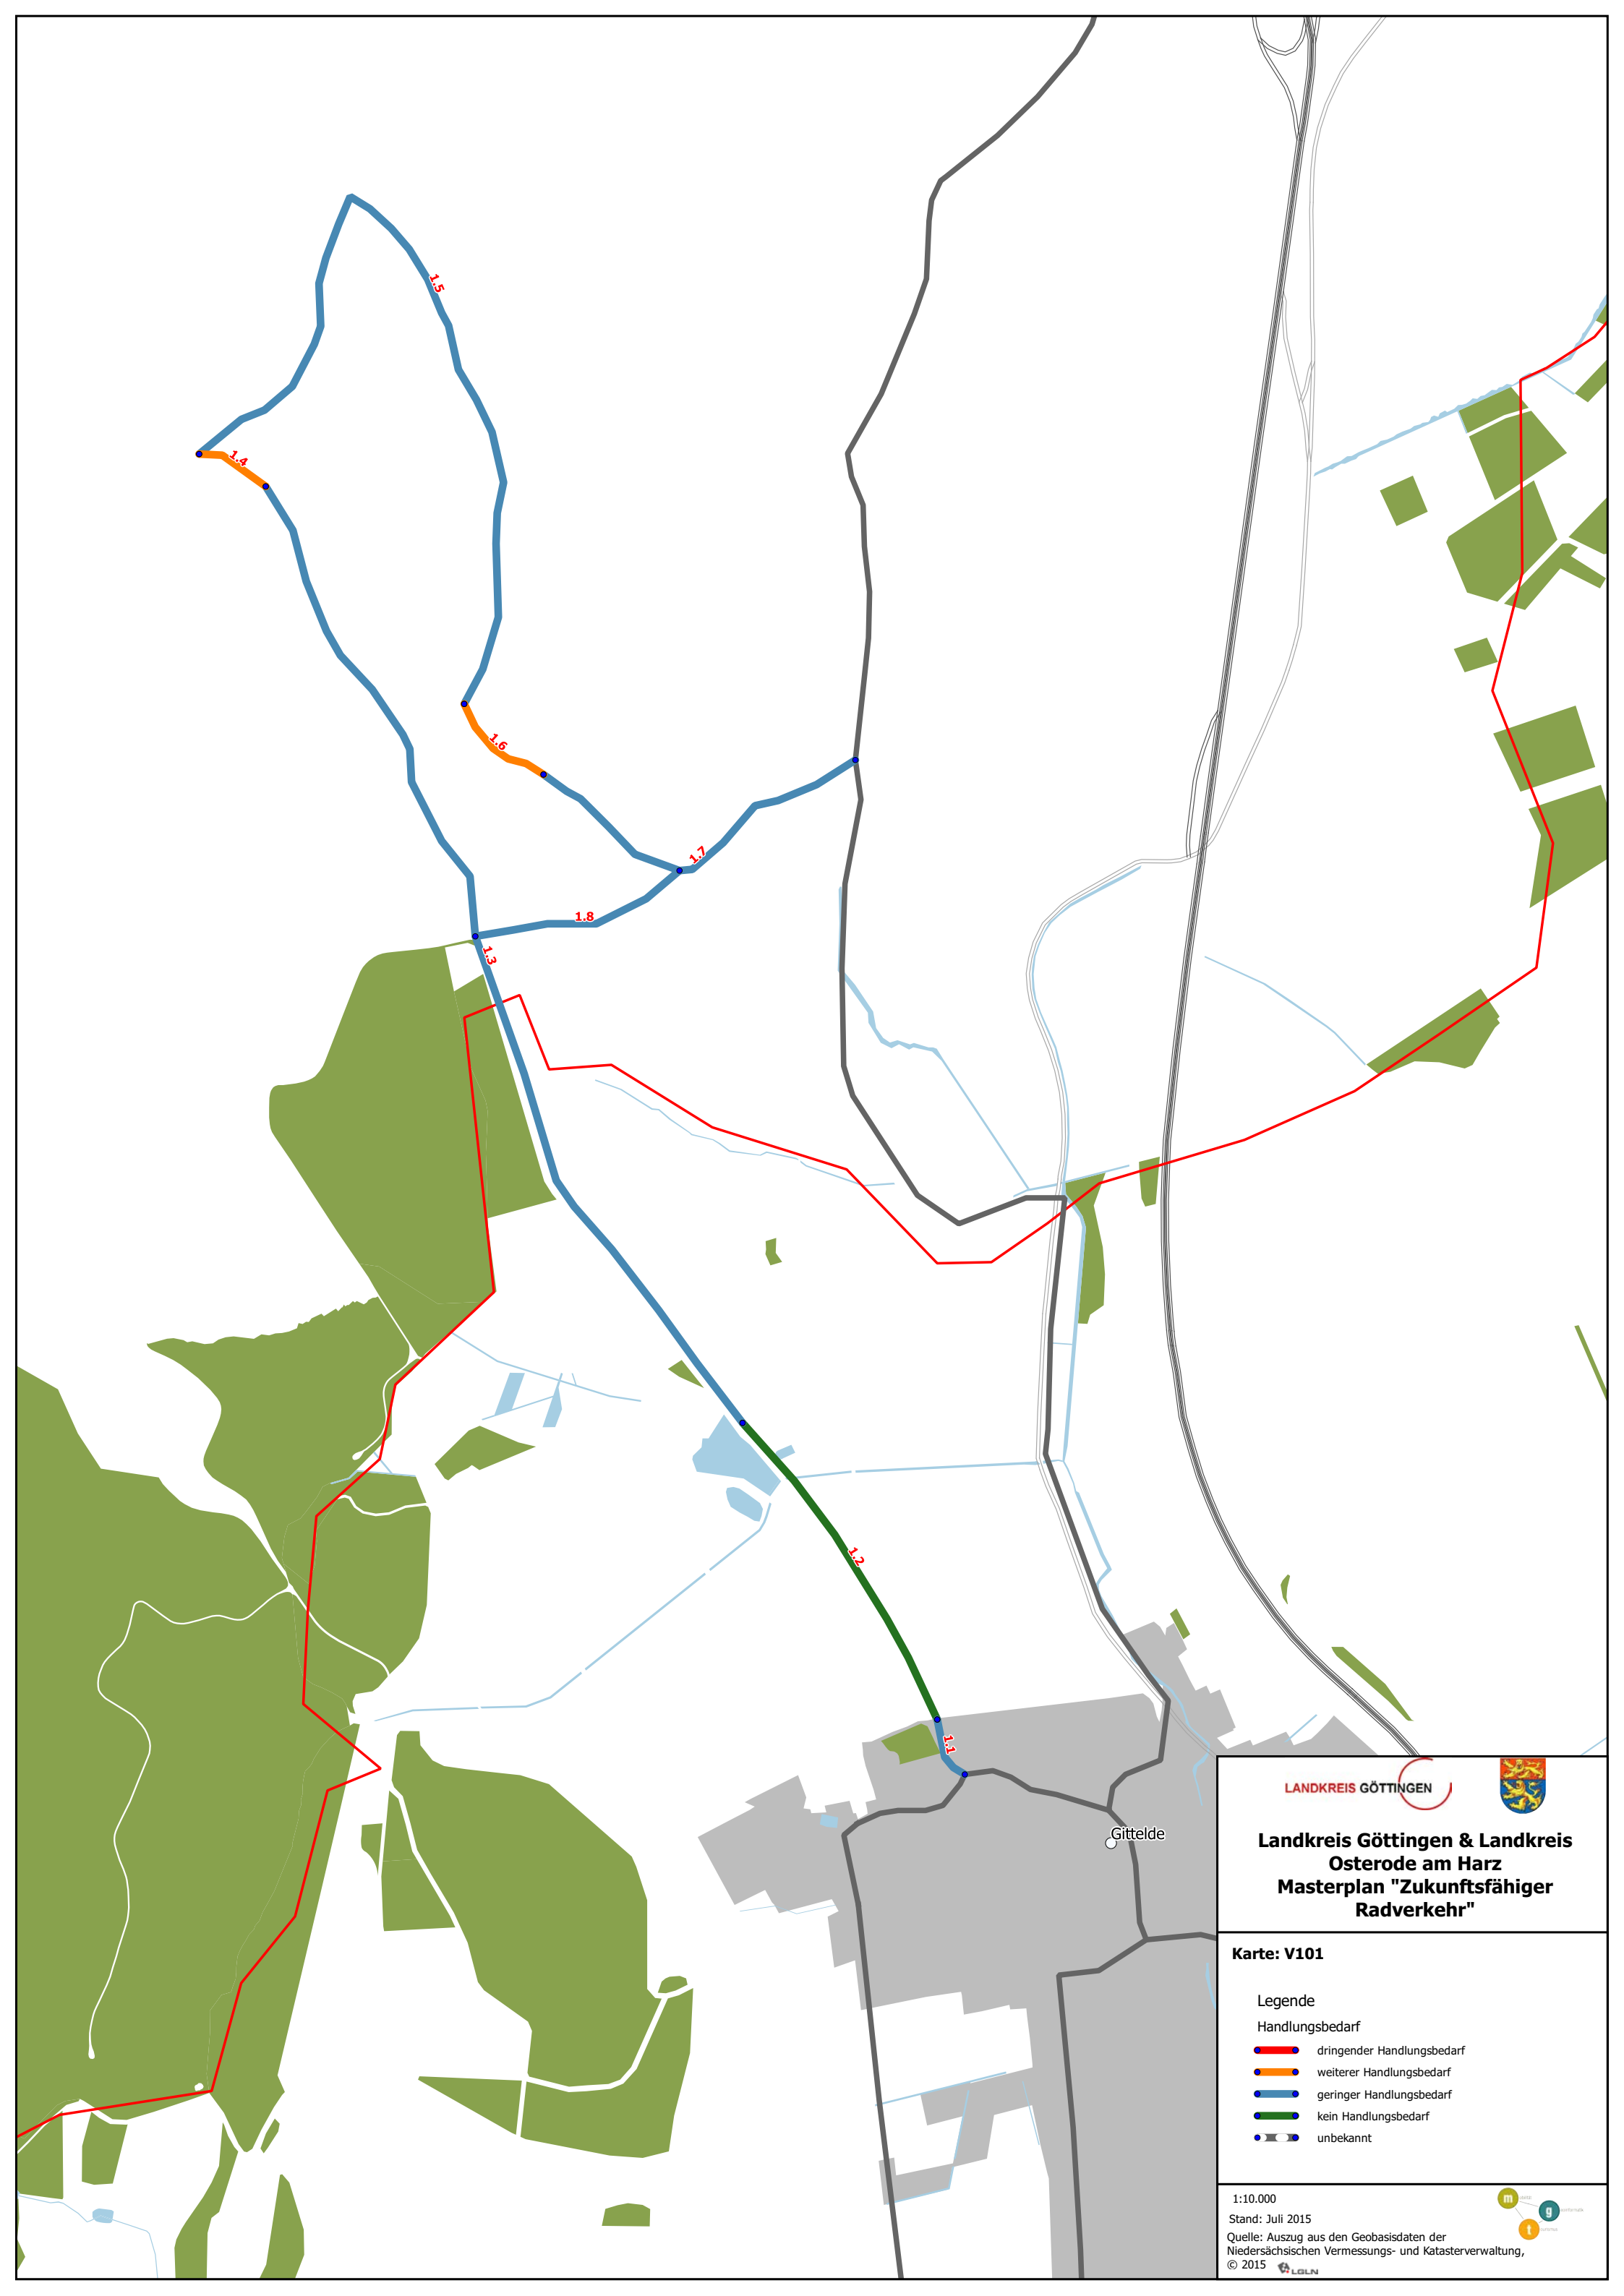 1.5
1.4
1.6
1.7
1.8
1.3
1.2
1.1
Gittelde
LANDKREIS GÖTTINGEN
Landkreis Göttingen & Landkreis
Osterode am Harz
Masterplan "Zukunftsfähiger
Radverkehr"
Karte: V101
Legende
Handlungsbedarf
dringender Handlungsbedarf
weiterer Handlungsbedarf
geringer Handlungsbedarf
kein Handlungsbedarf
unbekannt
1:10.000
Stand: Juli 2015
Quelle: Auszug aus den Geobasisdaten der
Niedersächsischen Vermessungs- und Katasterverwaltung,
© 2015 LGLN
m
g
t